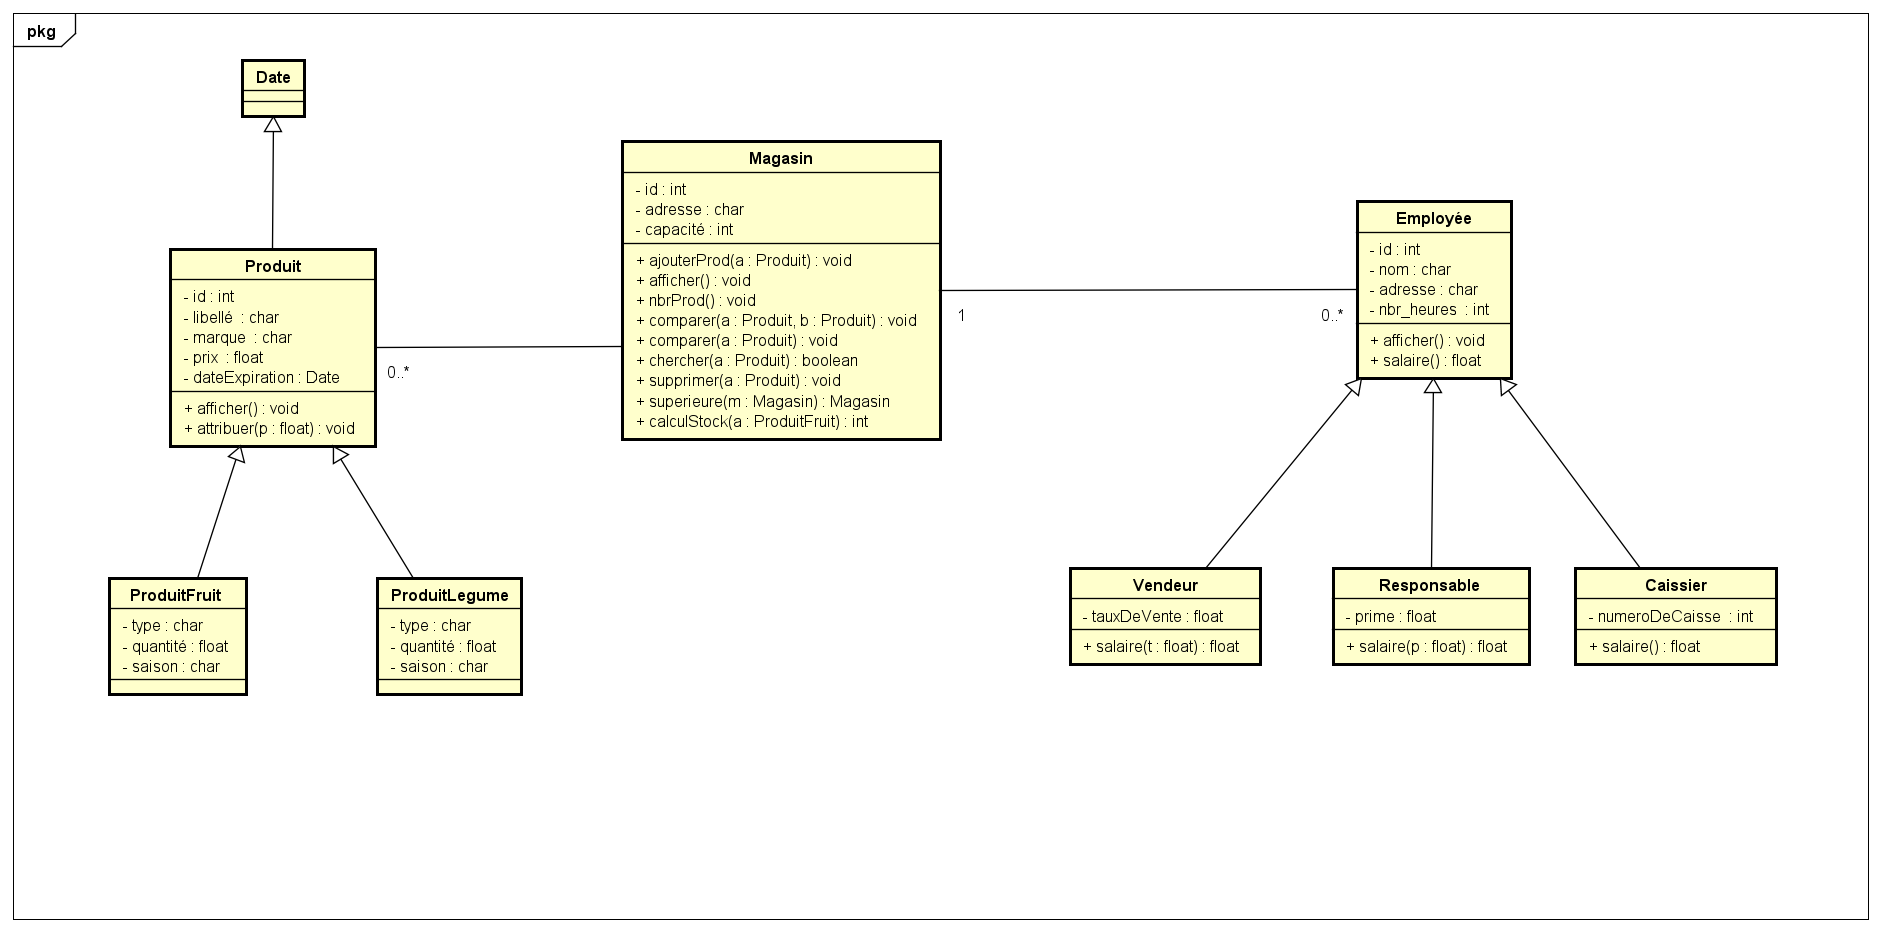 pkg
Date
Magasin
- id : int
- adresse : char
- capacité : int
+ ajouterProd(a : Produit) : void
+ afficher() : void
+ nbrProd() : void
+ comparer(a : Produit, b : Produit) : void
+ comparer(a : Produit) : void
+ chercher(a : Produit) : boolean
+ supprimer(a : Produit) : void
+ superieure(m : Magasin) : Magasin
+ calculStock(a : ProduitFruit) : int
Employée
- id : int
- nom : char
- adresse : char
- nbr_heures : int
+ afficher() : void
+ salaire() : float
1
0..*
Produit
- id : int
- libellé : char
- marque : char
- prix : float
- dateExpiration : Date
+ afficher() : void
+ attribuer(p : float) : void
0..*
ProduitFruit
- type : char
- quantité : float
- saison : char
ProduitLegume
- type : char
- quantité : float
- saison : char
Vendeur
- tauxDeVente : float
+ salaire(t : float) : float
Responsable
- prime : float
+ salaire(p : float) : float
Caissier
- numeroDeCaisse : int
+ salaire() : float